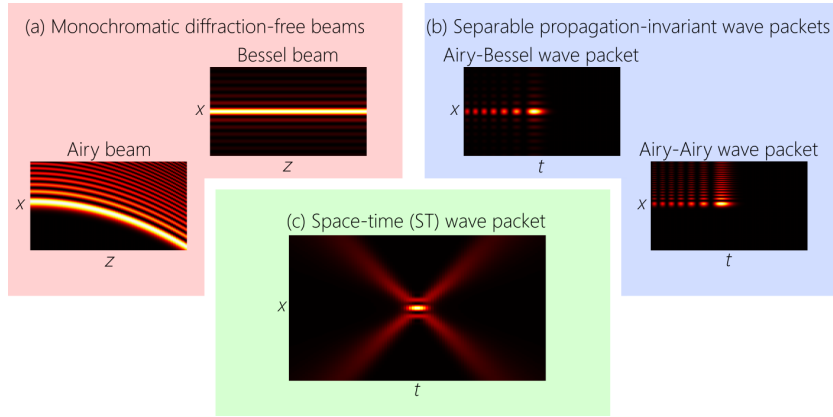 (a) Monochromatic diffraction-free beams
Bessel beam
x
z
Airy beam
x
z
(b) Separable propagation-invariant wave packets
Airy-Bessel wave packet
x
t
Airy-Airy wave packet
x
t
(c) Space-time (ST) wave packet
x
t